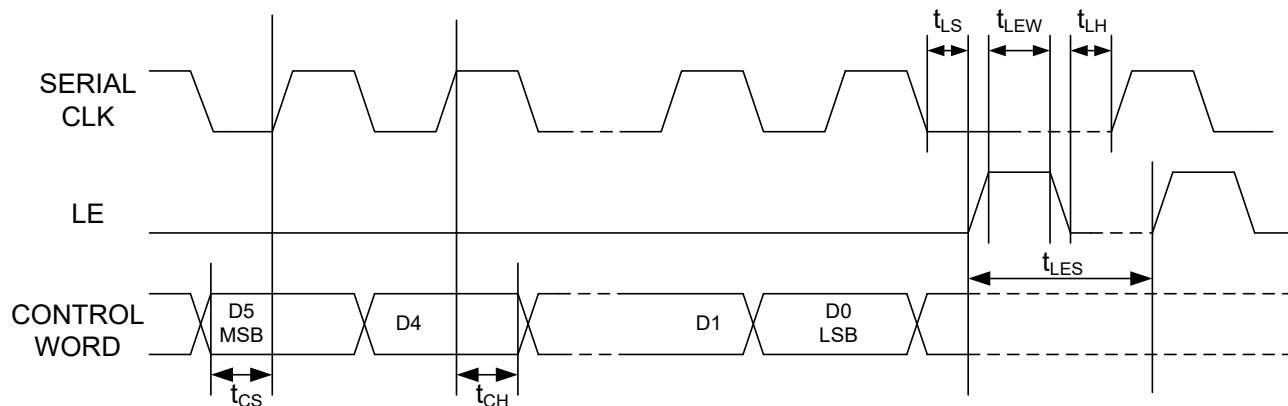 tLS
tLEW
tLH
SERIAL
CLK
LE
tLES
CONTROL
WORD
D5
MSB
D4
D1
D0
LSB
tCS
tCH